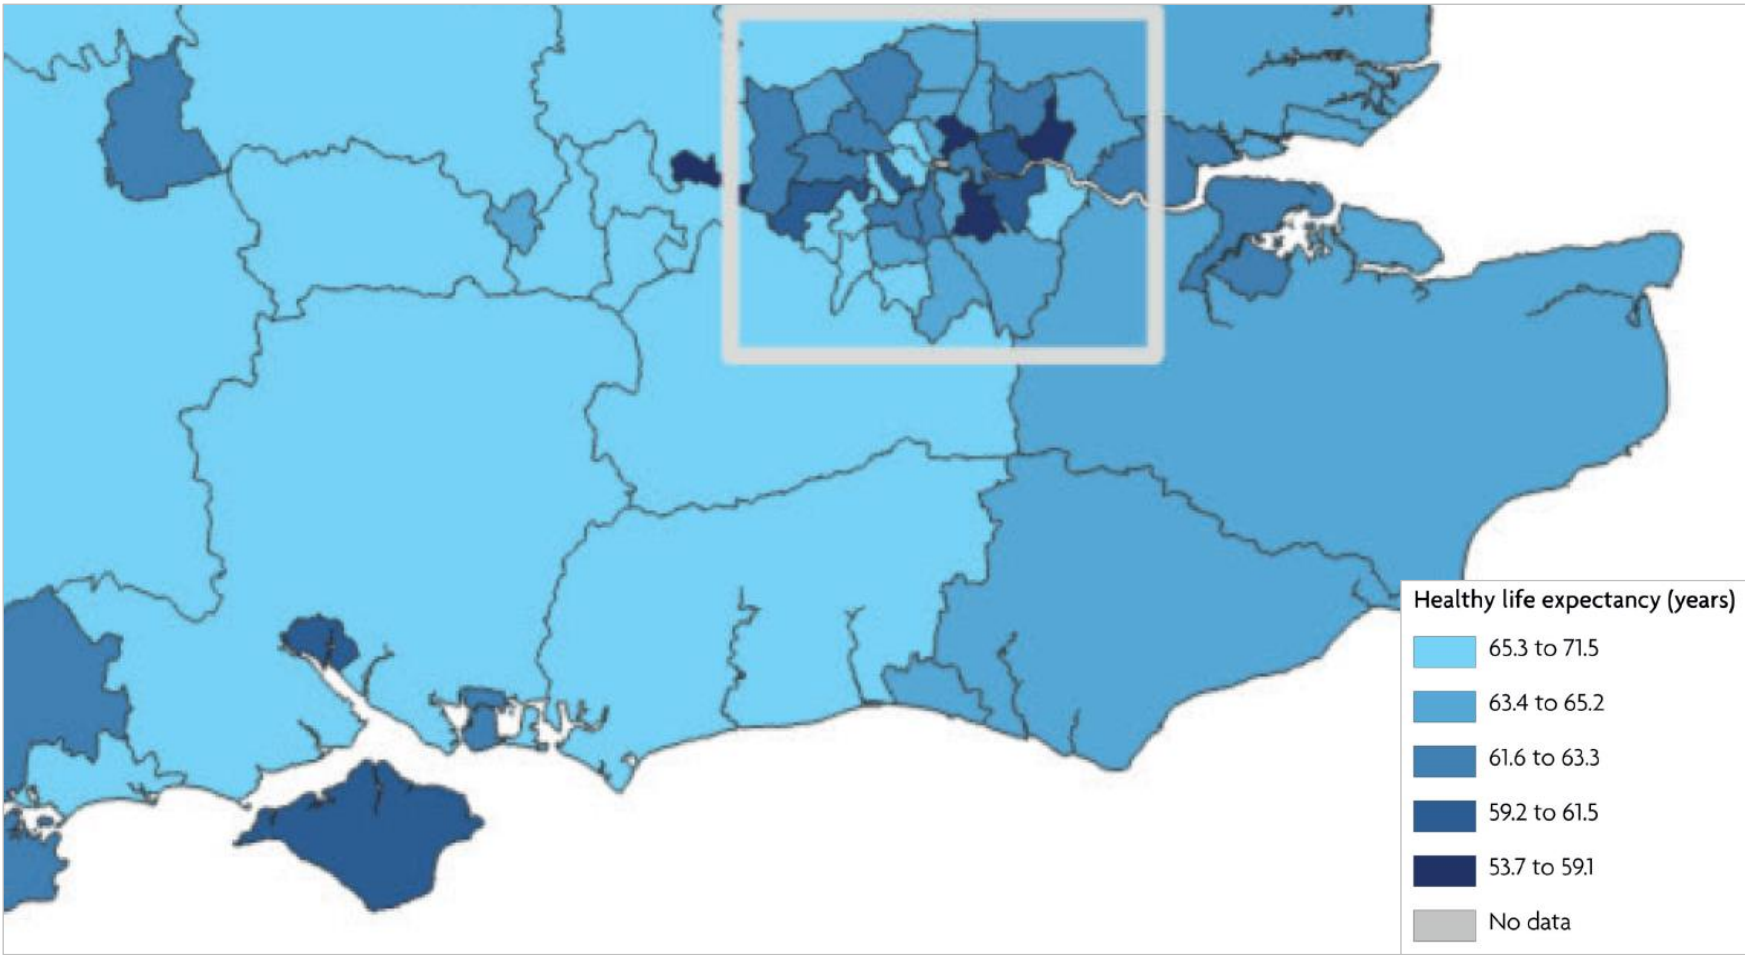 Healthy life expectancy (years)
65.3 to 71.5
63.4 to 65.2
61.6 to 63.3
59.2 to 61.5
53.7 to 59.1
No data